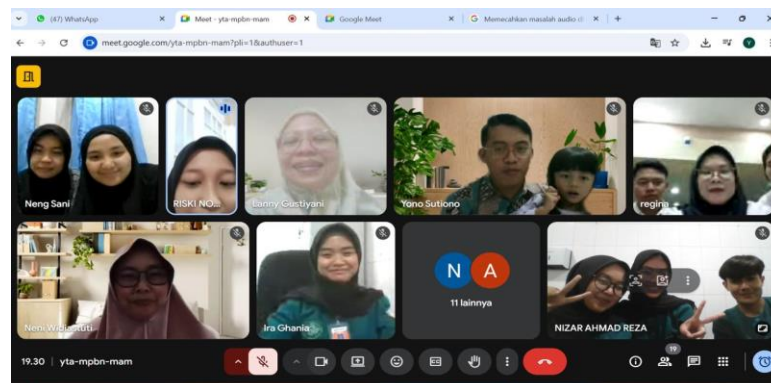 (47) WhatsApp
Meet - yta-mpbn-mam
Google Meet
Memecahkan masalah audio di
meet.google.com/yta-mpbn-mam?pli=1&authuser=1
Neng Sani
RISKI NO...
Lanny Gustiyani
Yono Sutiono
regina
Neni Widiastuti
Ira Ghania
N A
11 lainnya
NIZAR AHMAD REZA
19.30 | yta-mpbn-mam
19